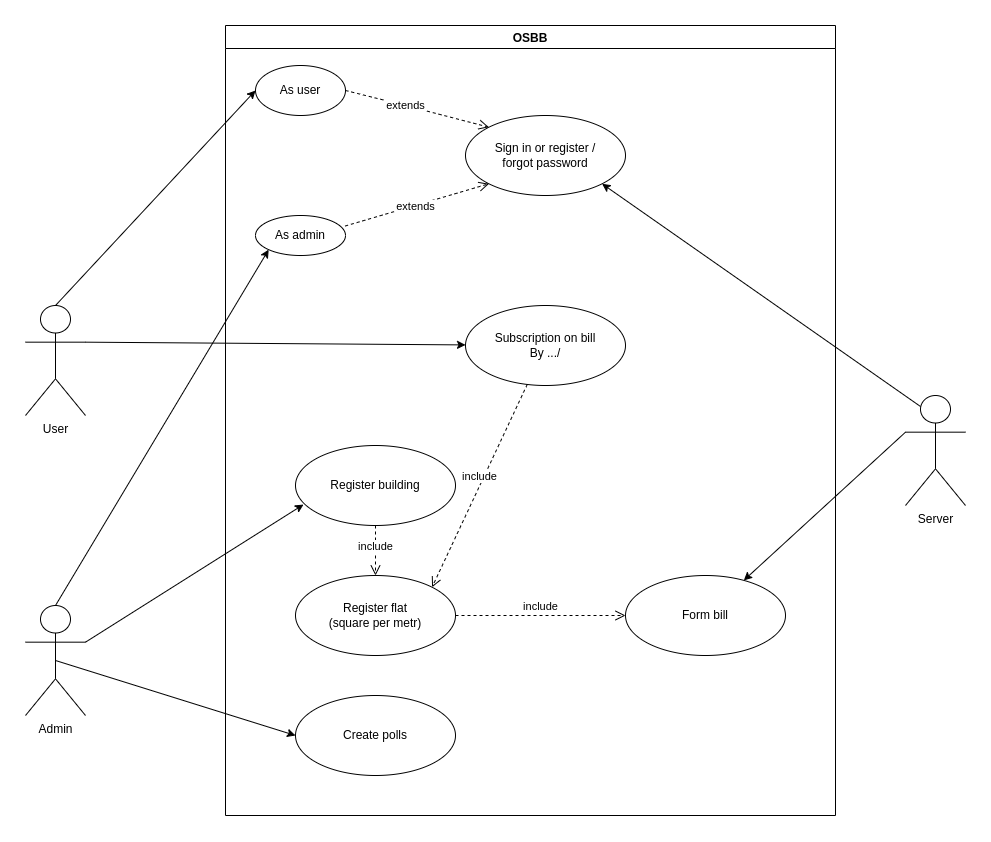 OSBB
As user
extends
Sign in or register /
forgot password
extends
As admin
Subscription on bill
By .../
User
include
Register building
Server
include
Register flat
(square per metr)
include
Form bill
Admin
Create polls